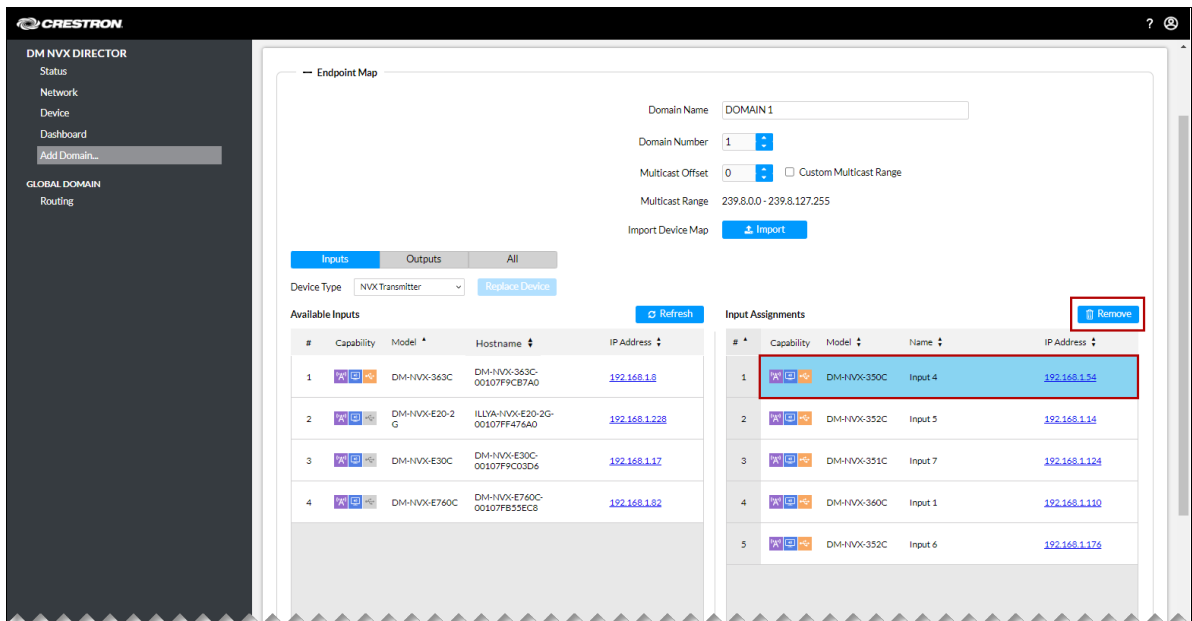 CRESTRON
?
DM NVX DIRECTOR
Status
Network
Device
Dashboard
Add Domain...
GLOBAL DOMAIN
Routing
Endpoint Map
Domain Name DOMAIN 1
Domain Number 1
Multicast Offset 0 Custom Multicast Range
Multicast Range 239.8.0.0 - 239.8.127.255
Import Device Map Import
Inputs Outputs All
Device Type NVX Transmitter Replace Device
Available Inputs Refresh
# Capability Model Hostname IP Address
1 DM-NVX-363C DM-NVX-363C-
00107F9CB7A0 192.168.1.8
2 DM-NVX-E20-2
G ILLYA-NVX-E20-2G-
00107FF476A0 192.168.1.228
3 DM-NVX-E30C DM-NVX-E30C-
00107F9C03D6 192.168.1.17
4 DM-NVX-E760C DM-NVX-E760C-
00107FB55EC8 192.168.1.82
Input Assignments Remove
# Capability Model Name IP Address
1 DM-NVX-350C Input 4 192.168.1.54
2 DM-NVX-352C Input 5 192.168.1.14
3 DM-NVX-351C Input 7 192.168.1.124
4 DM-NVX-360C Input 1 192.168.1.110
5 DM-NVX-352C Input 6 192.168.1.176